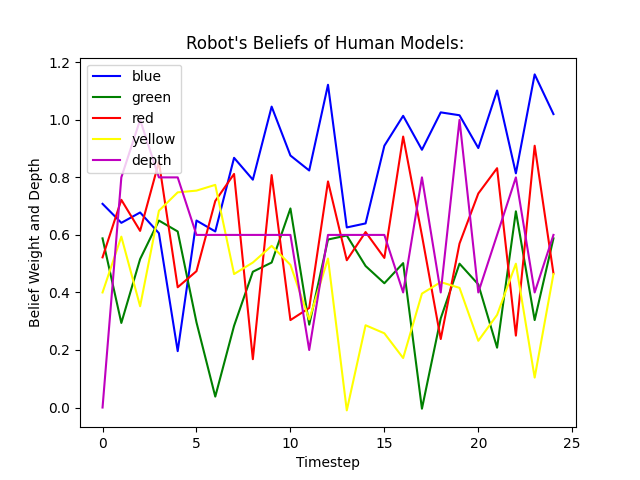 Robot's Beliefs of Human Models:
1.2
1.0
0.8
0.6
0.4
0.2
0.0
Belief Weight and Depth
blue
green
red
yellow
depth
0 5 10 15 20 25
Timestep